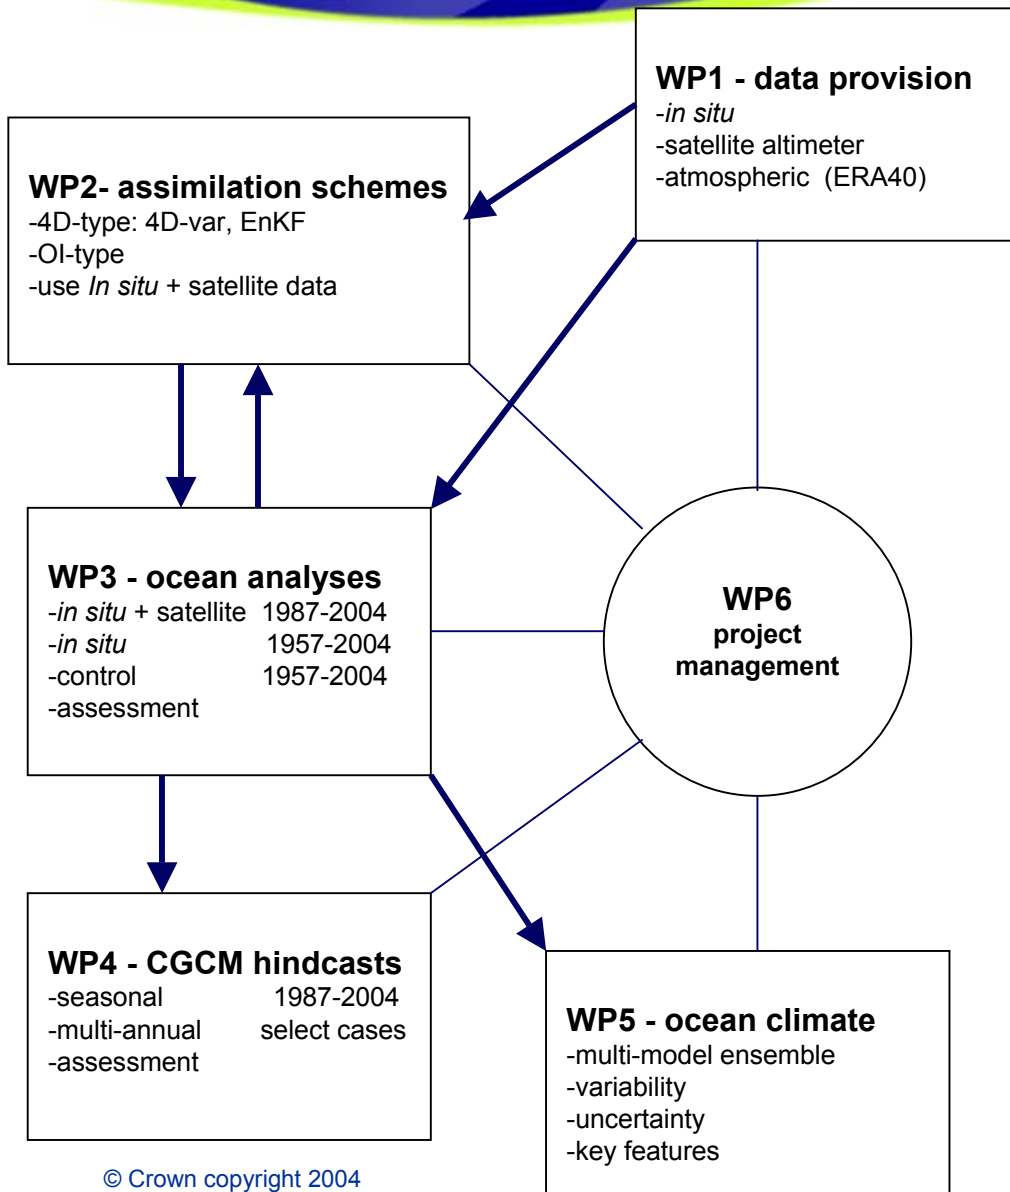 WP1 - data provision
-in situ
-satellite altimeter
-atmospheric (ERA40)
WP2- assimilation schemes
-4D-type: 4D-var, EnKF
-OI-type
-use In situ + satellite data
WP3 - ocean analyses
-in situ + satellite 1987-2004
-in situ 1957-2004
-control 1957-2004
-assessment
WP6
project
management
WP4 - CGCM hindcasts
-seasonal 1987-2004
-multi-annual select cases
-assessment
WP5 - ocean climate
-multi-model ensemble
-variability
-uncertainty
-key features
© Crown copyright 2004